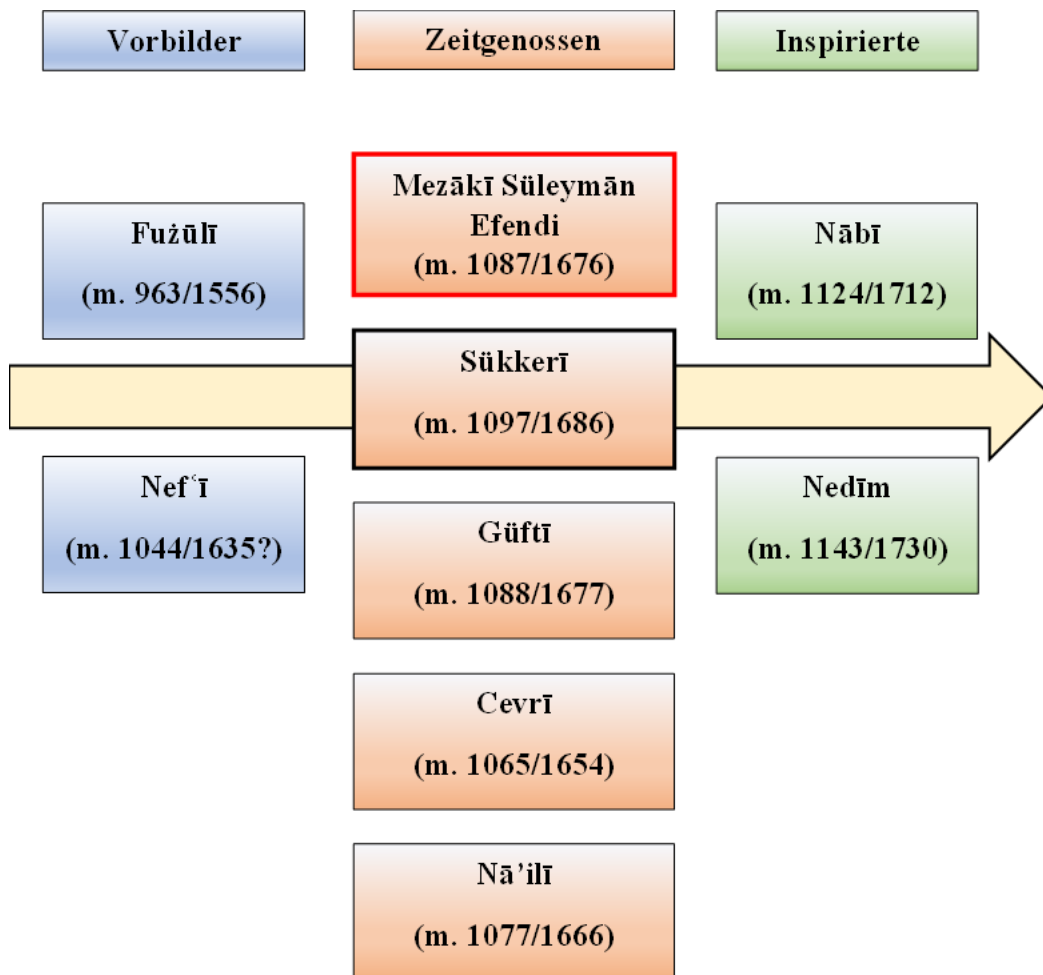 Vorbilder
Zeitgenossen
Inspirierte
Fużūlī
(m. 963/1556)
Nefʿī
(m. 1044/1635?)
Mezākī Süleymān
Efendi
(m. 1087/1676)
Sükkerī
(m. 1097/1686)
Güftī
(m. 1088/1677)
Cevrī
(m. 1065/1654)
Nā’ilī
(m. 1077/1666)
Nābī
(m. 1124/1712)
Nedīm
(m. 1143/1730)